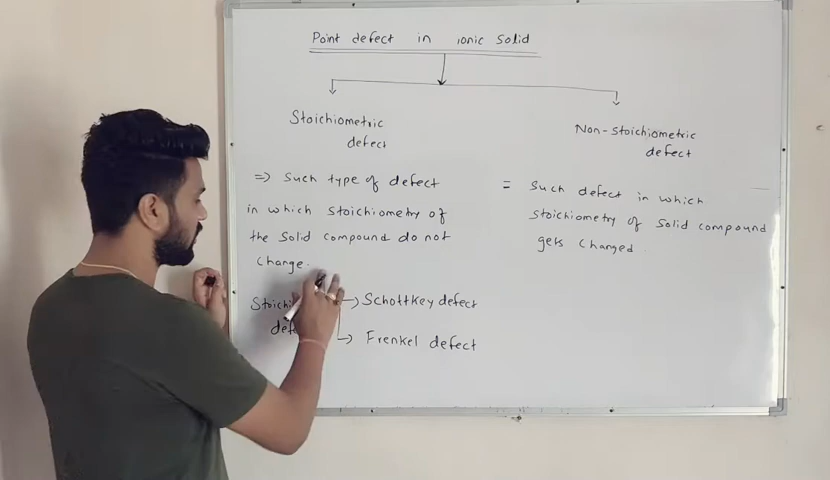 Point defect in ionic Solid
Stoichiometric
defect
Non-stoichiometric
defect
=> Such type of defect
in which stoichiometry of
the Solid compound do not
change.
= Such defect in which
stoichiometry of Solid compound
gets changed
→ Schottkey defect
→ Frenkel defect